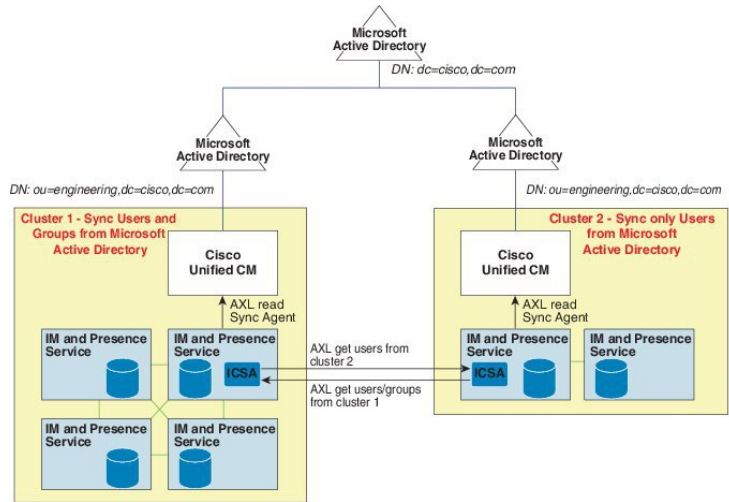 Microsoft
Active Directory
DN: dc=cisco,dc=com
Microsoft
Active Directory
Microsoft
Active Directory
DN: ou=engineering,dc=cisco,dc=com
DN: ou=engineering,dc=cisco,dc=com
Cluster 1 - Sync Users and
Groups from Microsoft
Active Directory
Cisco
Unified CM
AXL read
Sync Agent
IM and Presence
Service
IM and Presence
Service
ICSA
IM and Presence
Service
IM and Presence
Service
AXL get users from
cluster 2
AXL get users/groups
from cluster 1
Cluster 2 - Sync only Users
from Microsoft
Active Directory
Cisco
Unified CM
AXL read
Sync Agent
IM and Presence
Service
ICSA
IM and Presence
Service